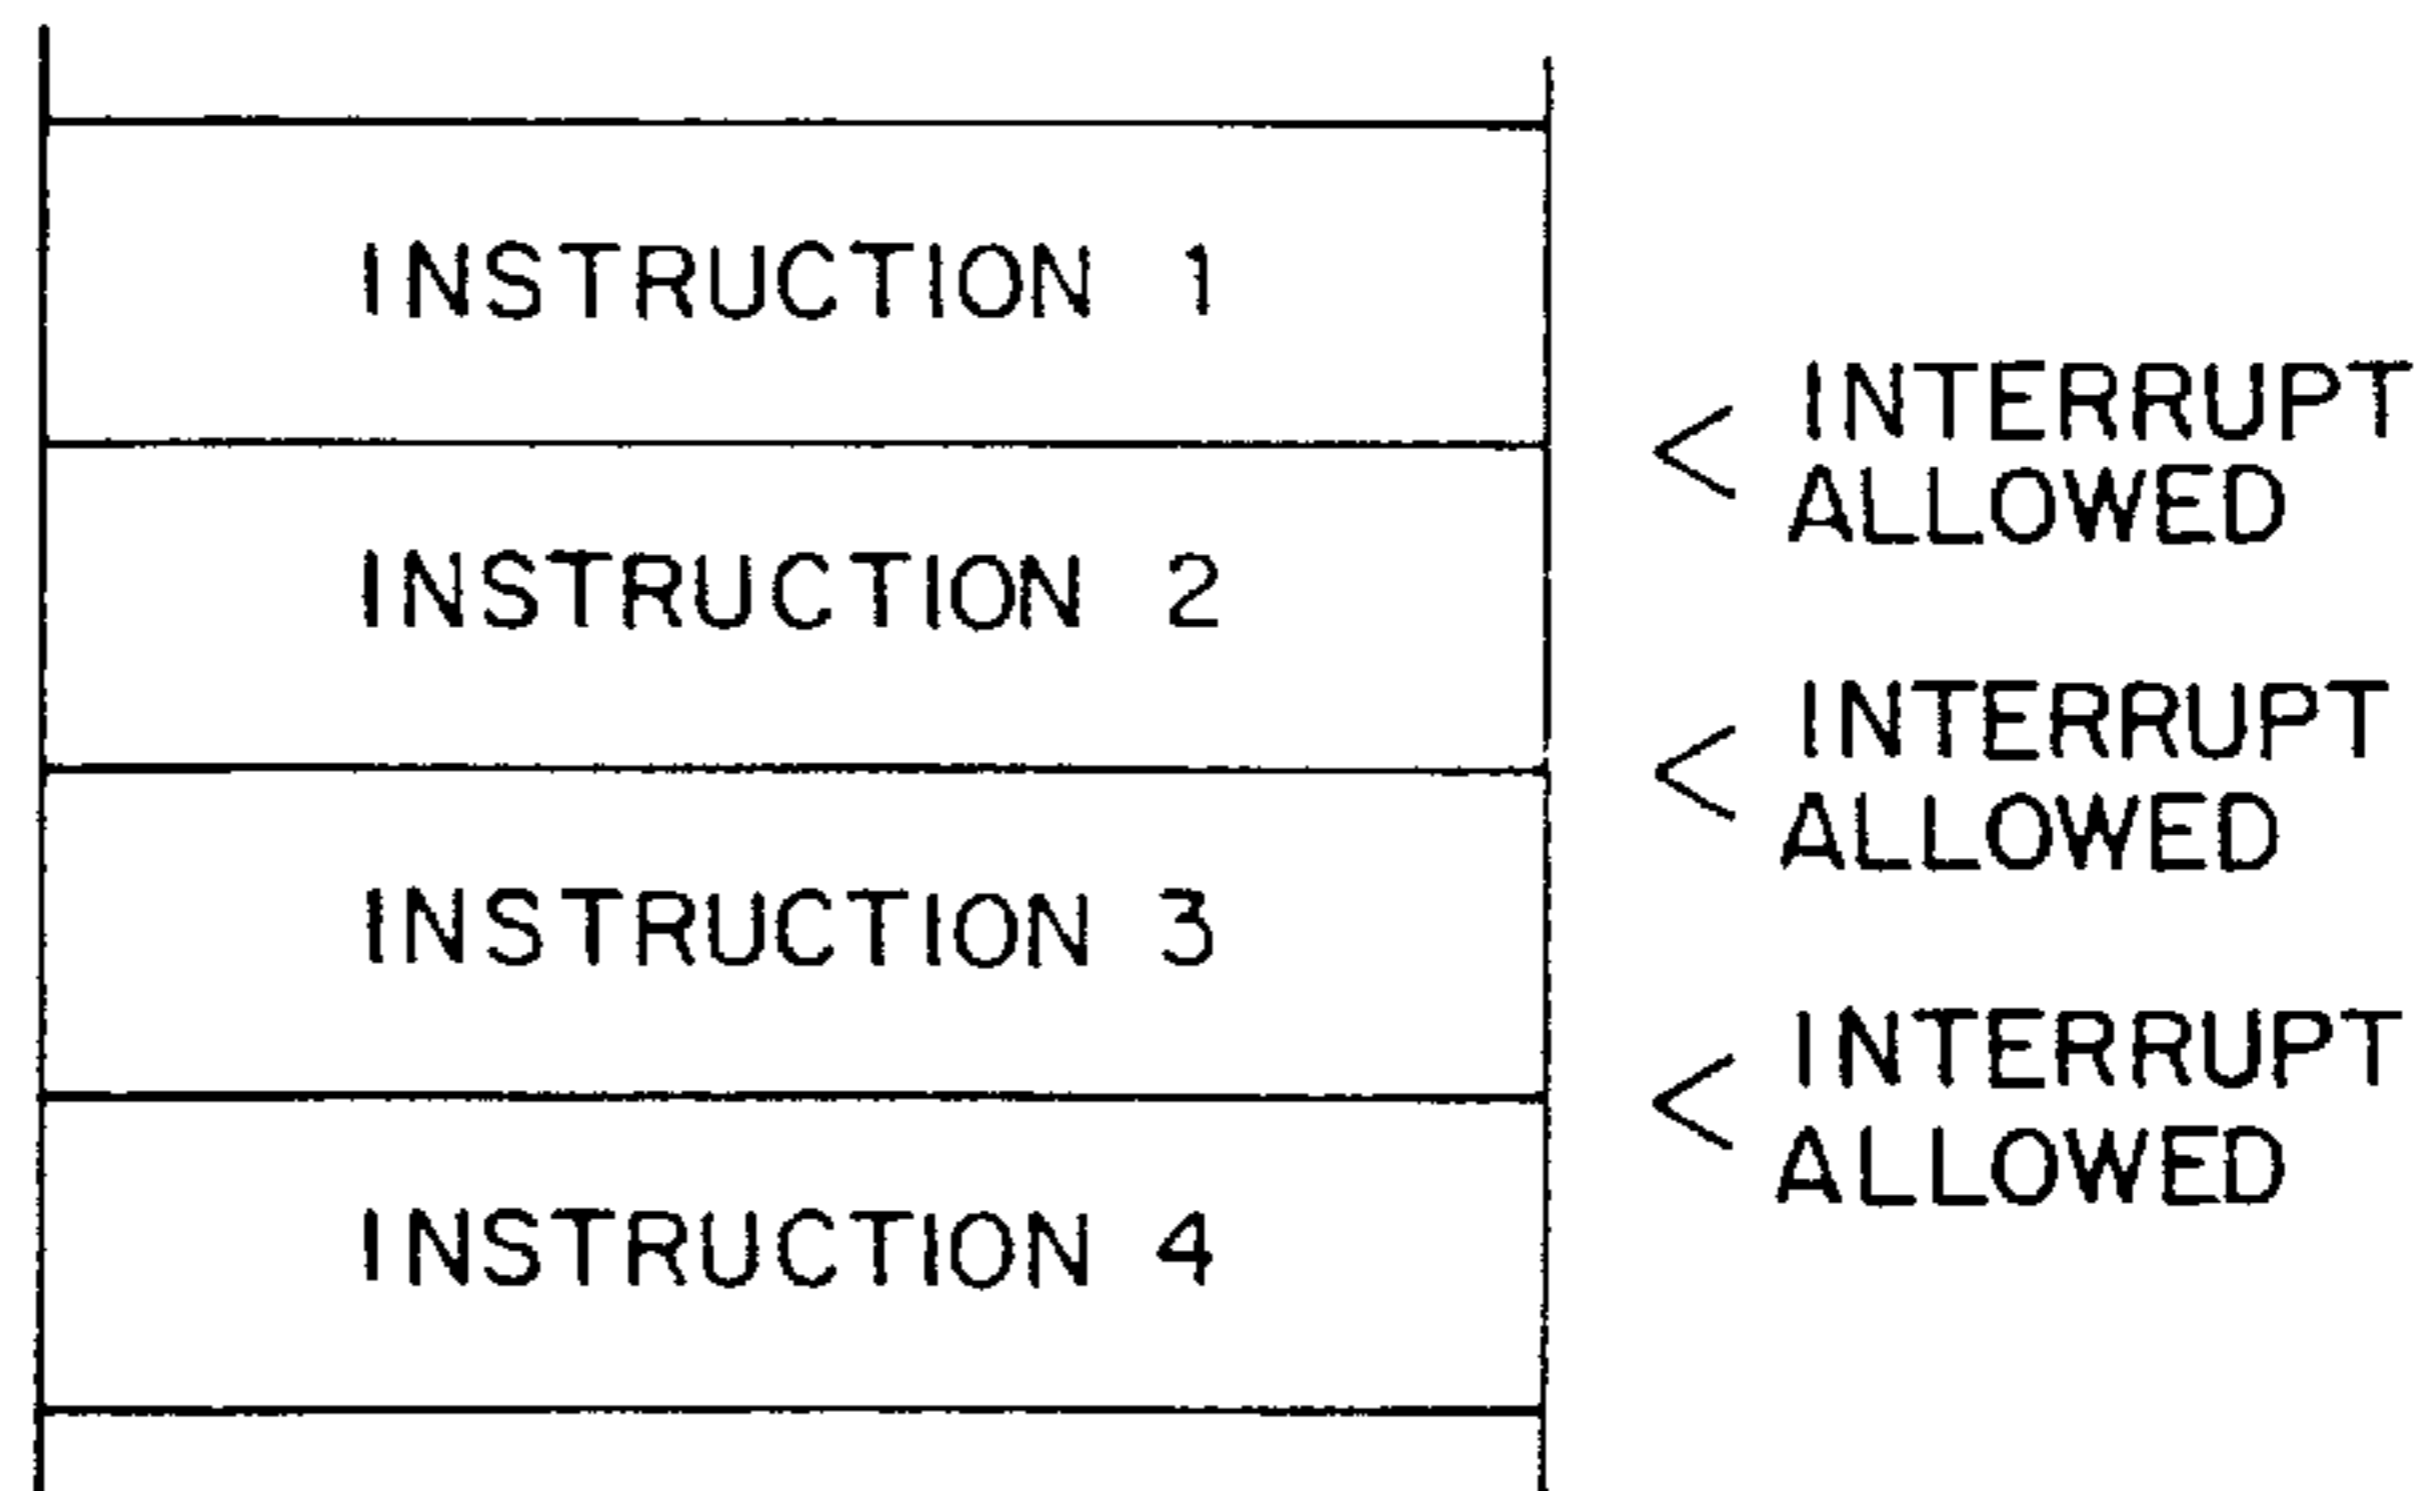 INSTRUCTION 1
INTERRUPT
ALLOWED
INSTRUCTION 2
INTERRUPT
ALLOWED
INSTRUCTION 3
INTERRUPT
ALLOWED
INSTRUCTION 4